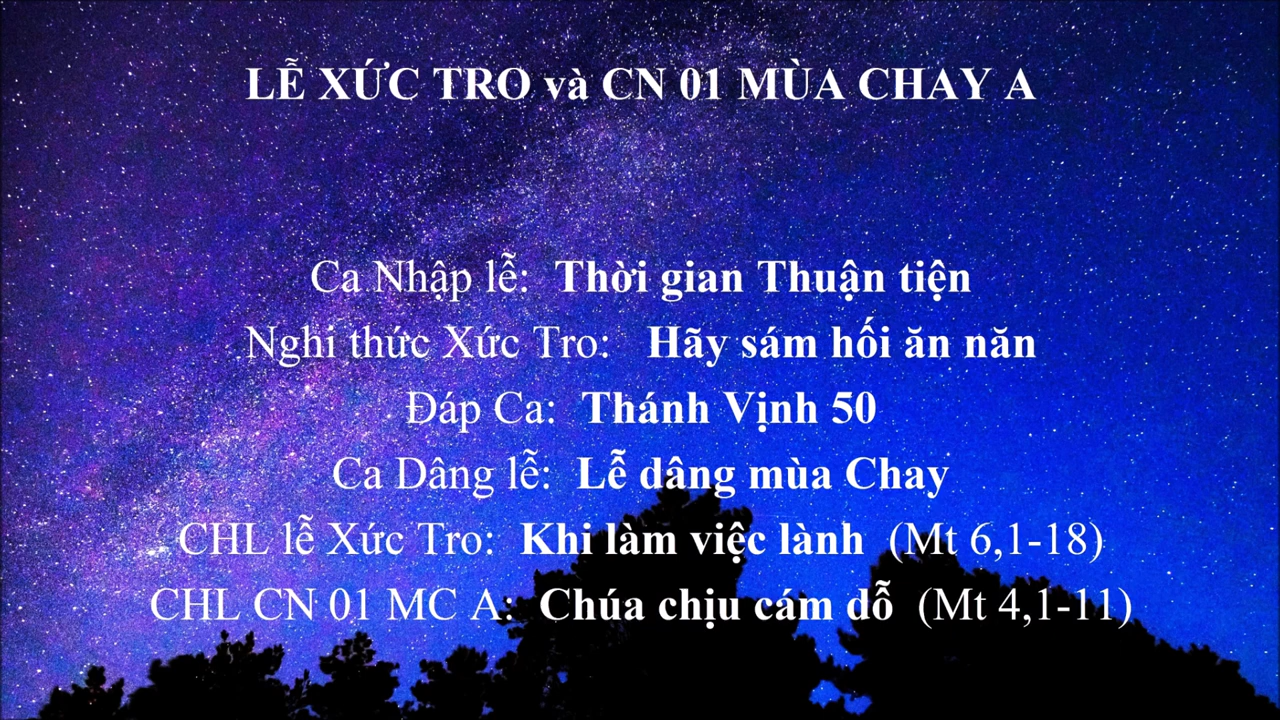 LỄ XỨC TRO và CN 01 MÙA CHAY A
Ca Nhập lễ: Thời gian Thuận tiện
Nghi thức Xức Tro: Hãy sám hối ăn năn
Đáp Ca: Thánh Vịnh 50
Ca Dâng lễ: Lễ dâng mùa Chay
CHL lễ Xức Tro: Khi làm việc lành (Mt 6,1-18)
CHL CN 01 MC A: Chúa chịu cám dỗ (Mt 4,1-11)